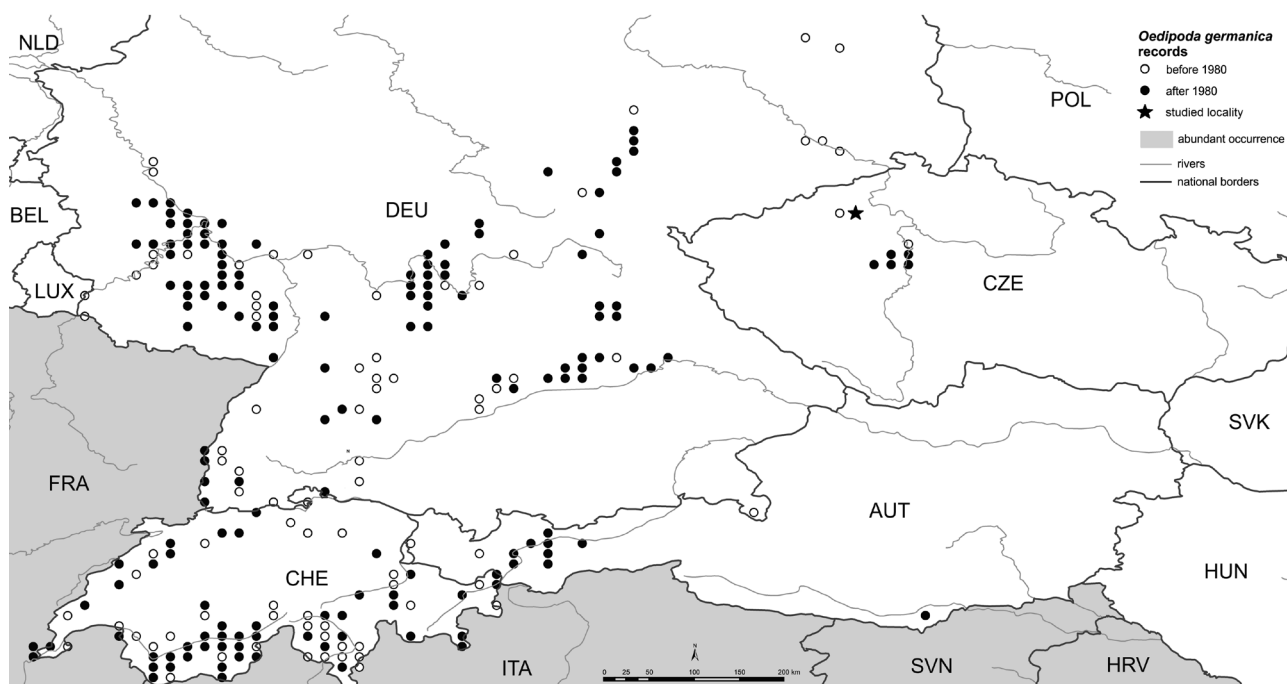 NLD
BEL
LUX
DEU
POL
CZE
FRA
SVK
AUT
CHE
HUN
ITA
SVN
HRV
Oedipoda germanica
records
before 1980
after 1980
studied locality
abundant occurrence
rivers
national borders
N
N
0 25 50 100 150 200 km